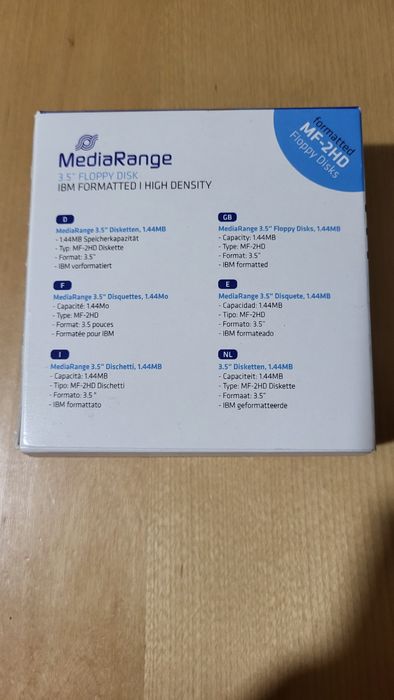 formatted
MF-2HD
Floppy Disks
MediaRange
3.5" FLOPPY DISK
IBM FORMATTED I HIGH DENSITY
D
MediaRange 3.5" Disketten, 1.44MB
- 1.44MB Speicherkapazität
- Typ: MF-2HD Diskette
- Format: 3.5"
- IBM vorformatiert
GB
MediaRange 3.5" Floppy Disks, 1.44MB
- Capacity: 1.44MB
- Type: MF-2HD
- Format: 3.5"
- IBM formatted
F
MediaRange 3.5" Disquettes, 1.44Mo
- Capacité: 1.44Mo
- Type: MF-2HD
- Format: 3.5 pouces
- Formatée pour IBM
E
MediaRange 3.5" Disquete, 1.44MB
- Capacidad: 1.44MB
- Tipo: MF-2HD
- Formato: 3.5"
- IBM formateado
I
MediaRange 3.5" Dischetti, 1.44MB
- Capacità: 1.44MB
- Tipo: MF-2HD Dischetti
- Formato: 3.5"
- IBM formattato
NL
3.5" Disketten, 1.44MB
- Capaciteit: 1.44MB
- Type: MF-2HD Diskette
- Formaat: 3.5"
- IBM geformatteerde